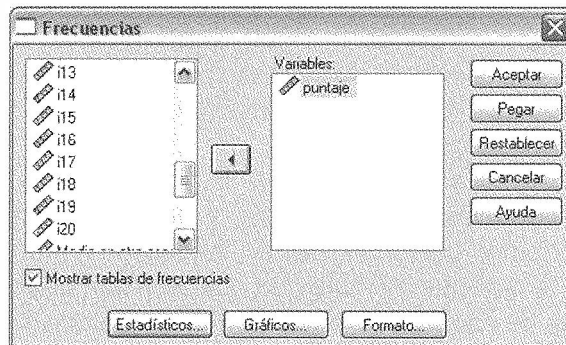 Frecuencias
i13
i14
i15
i16
i17
i18
i19
i20
Variables:
puntaje
Aceptar
Pegar
Restablecer
Cancelar
Ayuda
Mostrar tablas de frecuencias
Estadísticos...
Gráficos...
Formato...